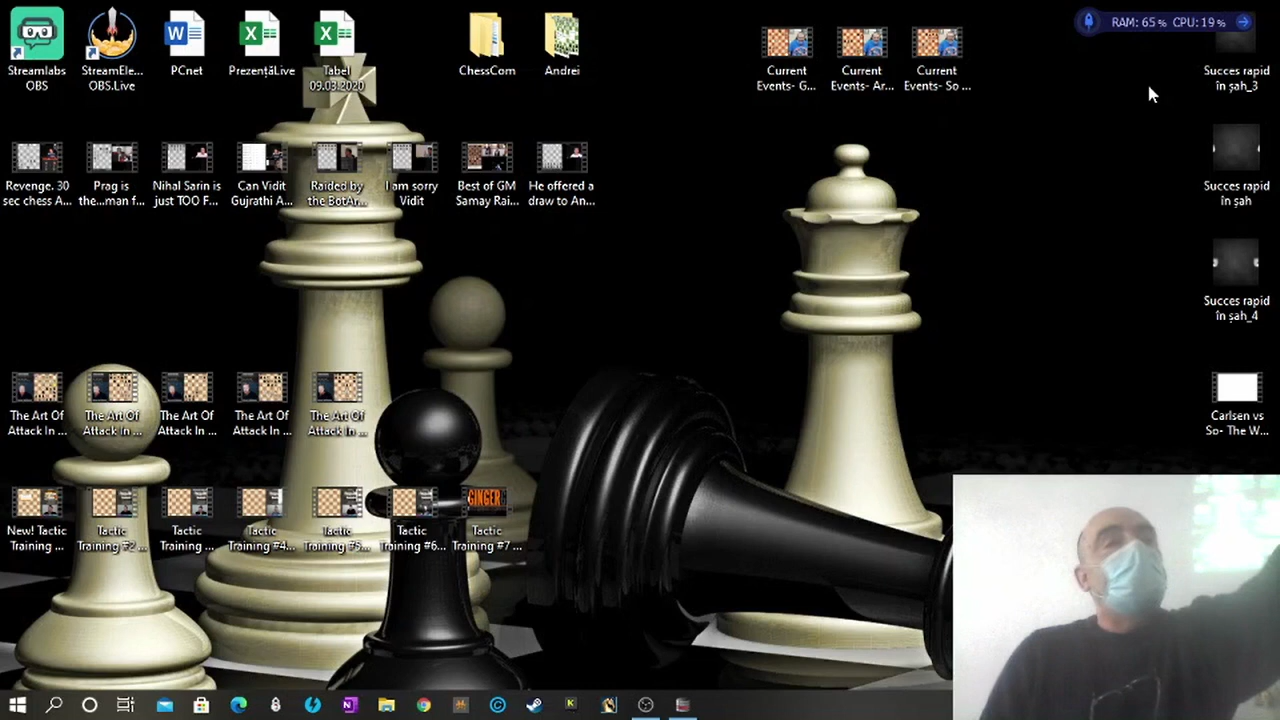 RAM: 65% CPU: 19%
Streamlabs
OBS
StreamEle...
OBS.Live
PCnet
PrezentăLive
Tabel
09.03.2020
ChessCom
Andrei
Current
Events- G...
Current
Events- Ar...
Current
Events- So ...
Succes rapid
în șah_3
Revenge. 30
sec chess A...
Prag is
the...man f...
Nihal Sarin is
just TOO F...
Can Vidit
Gujrathi A...
Raided by
the BotAr...
I am sorry
Vidit
Best of GM
Samay Rai...
He offered a
draw to An...
Succes rapid
în șah
Succes rapid
în șah_4
The Art Of
Attack In ...
The Art Of
Attack In ...
The Art Of
Attack In ...
The Art Of
Attack In ...
The Art Of
Attack In ...
Carlsen vs
So- The W...
GINGER
New! Tactic
Training ...
Tactic
Training #2 ...
Tactic
Training ...
Tactic
Training #4...
Tactic
Training #5...
Tactic
Training #6...
Tactic
Training #7 ...